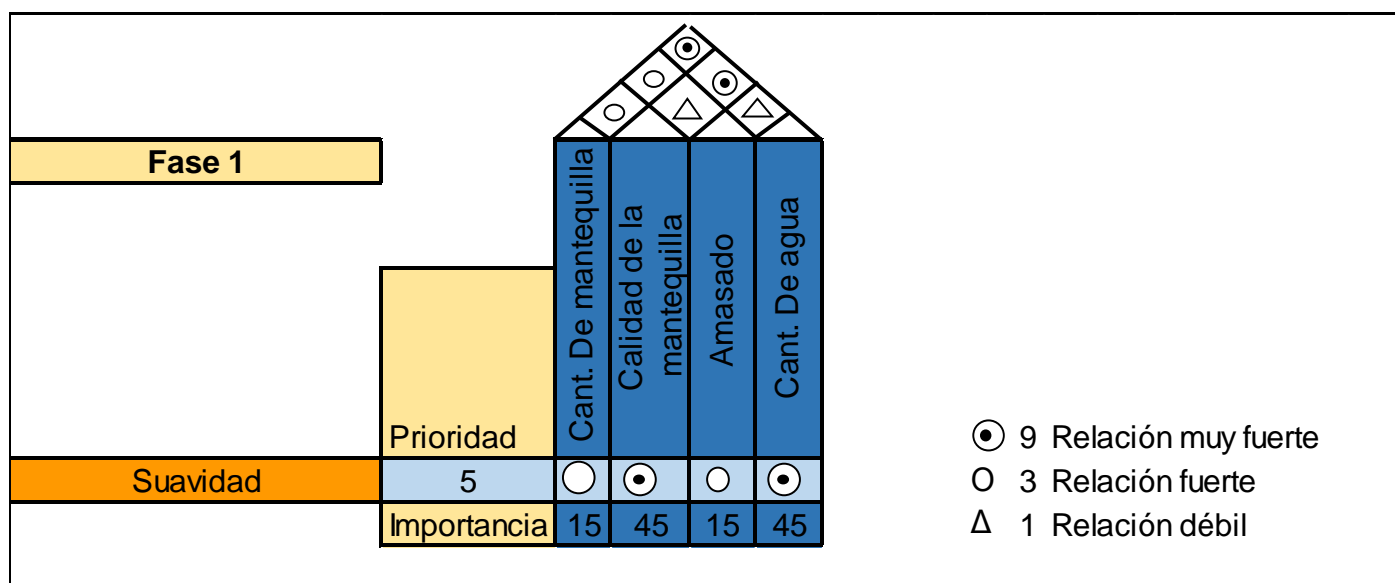 Fase 1
Cant. De mantequilla
Calidad de la
mantequilla
Amasado
Cant. De agua
Prioridad
Suavidad 5
Importancia 15 45 15 45
9 Relación muy fuerte
3 Relación fuerte
1 Relación débil